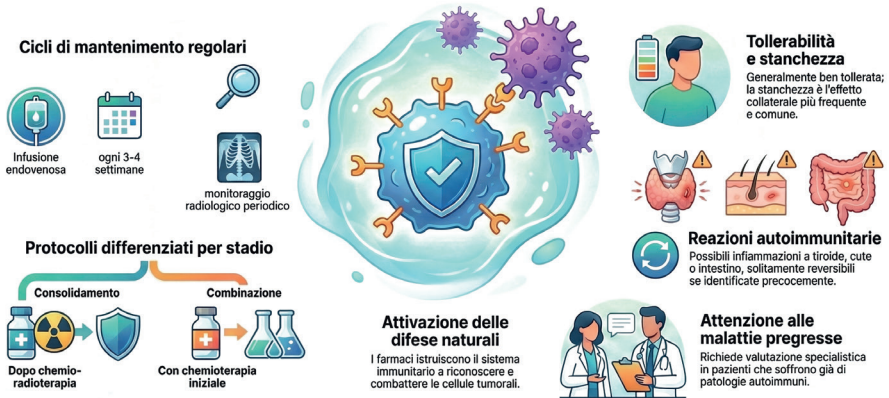 Cicli di mantenimento regolari
Infusione
endovenosa
ogni 3-4
settimane
monitoraggio
radiologico periodico
Protocolli differenziati per stadio
Consolidamento
Dopo chemio-
radioterapia
Combinazione
Con chemioterapia
iniziale
Attivazione delle
difese naturali
I farmaci istruiscono il sistema
immunitario a riconoscere e
combattere le cellule tumorali.
Tollerabilità
e stanchezza
Generalmente ben tollerata;
la stanchezza è l'effetto
collaterale più frequente
e comune.
Reazioni autoimmunitarie
Possibili infiammazioni a tiroide, cute
o intestino, solitamente reversibili
se identificate precocemente.
Attenzione alle
malattie pregresse
Richiede valutazione specialistica
in pazienti che soffrono già di
patologie autoimmuni.